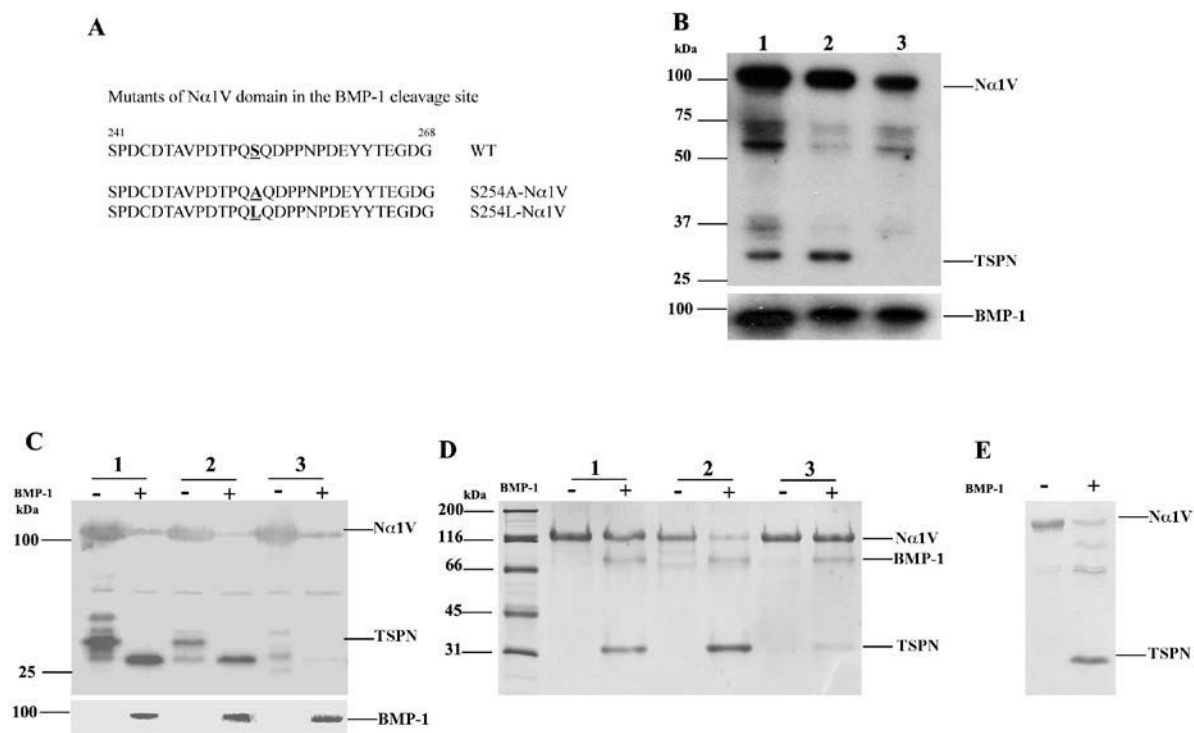 A
Mutants of Nα1V domain in the BMP-1 cleavage site
241 268
SPDCDTAVPDTPQSQDPPNPDEYYTEGDG WT
SPDCDTAVPDTPQAQDPPNPDEYYTEGDG S254A-Nα1V
SPDCDTAVPDTPQLQDPPNPDEYYTEGDG S254L-Nα1V
B
kDa 1 2 3
100 Nα1V
75
50
37
TSPN
25
100
BMP-1
C
1 2 3
BMP-1 - + - + - +
kDa
Nα1V
100
TSPN
25
100
BMP-1
D
1 2 3
kDa BMP-1 - + - + - +
200
116 Nα1V
BMP-1
66
45
31 TSPN
E
BMP-1 - +
Nα1V
TSPN